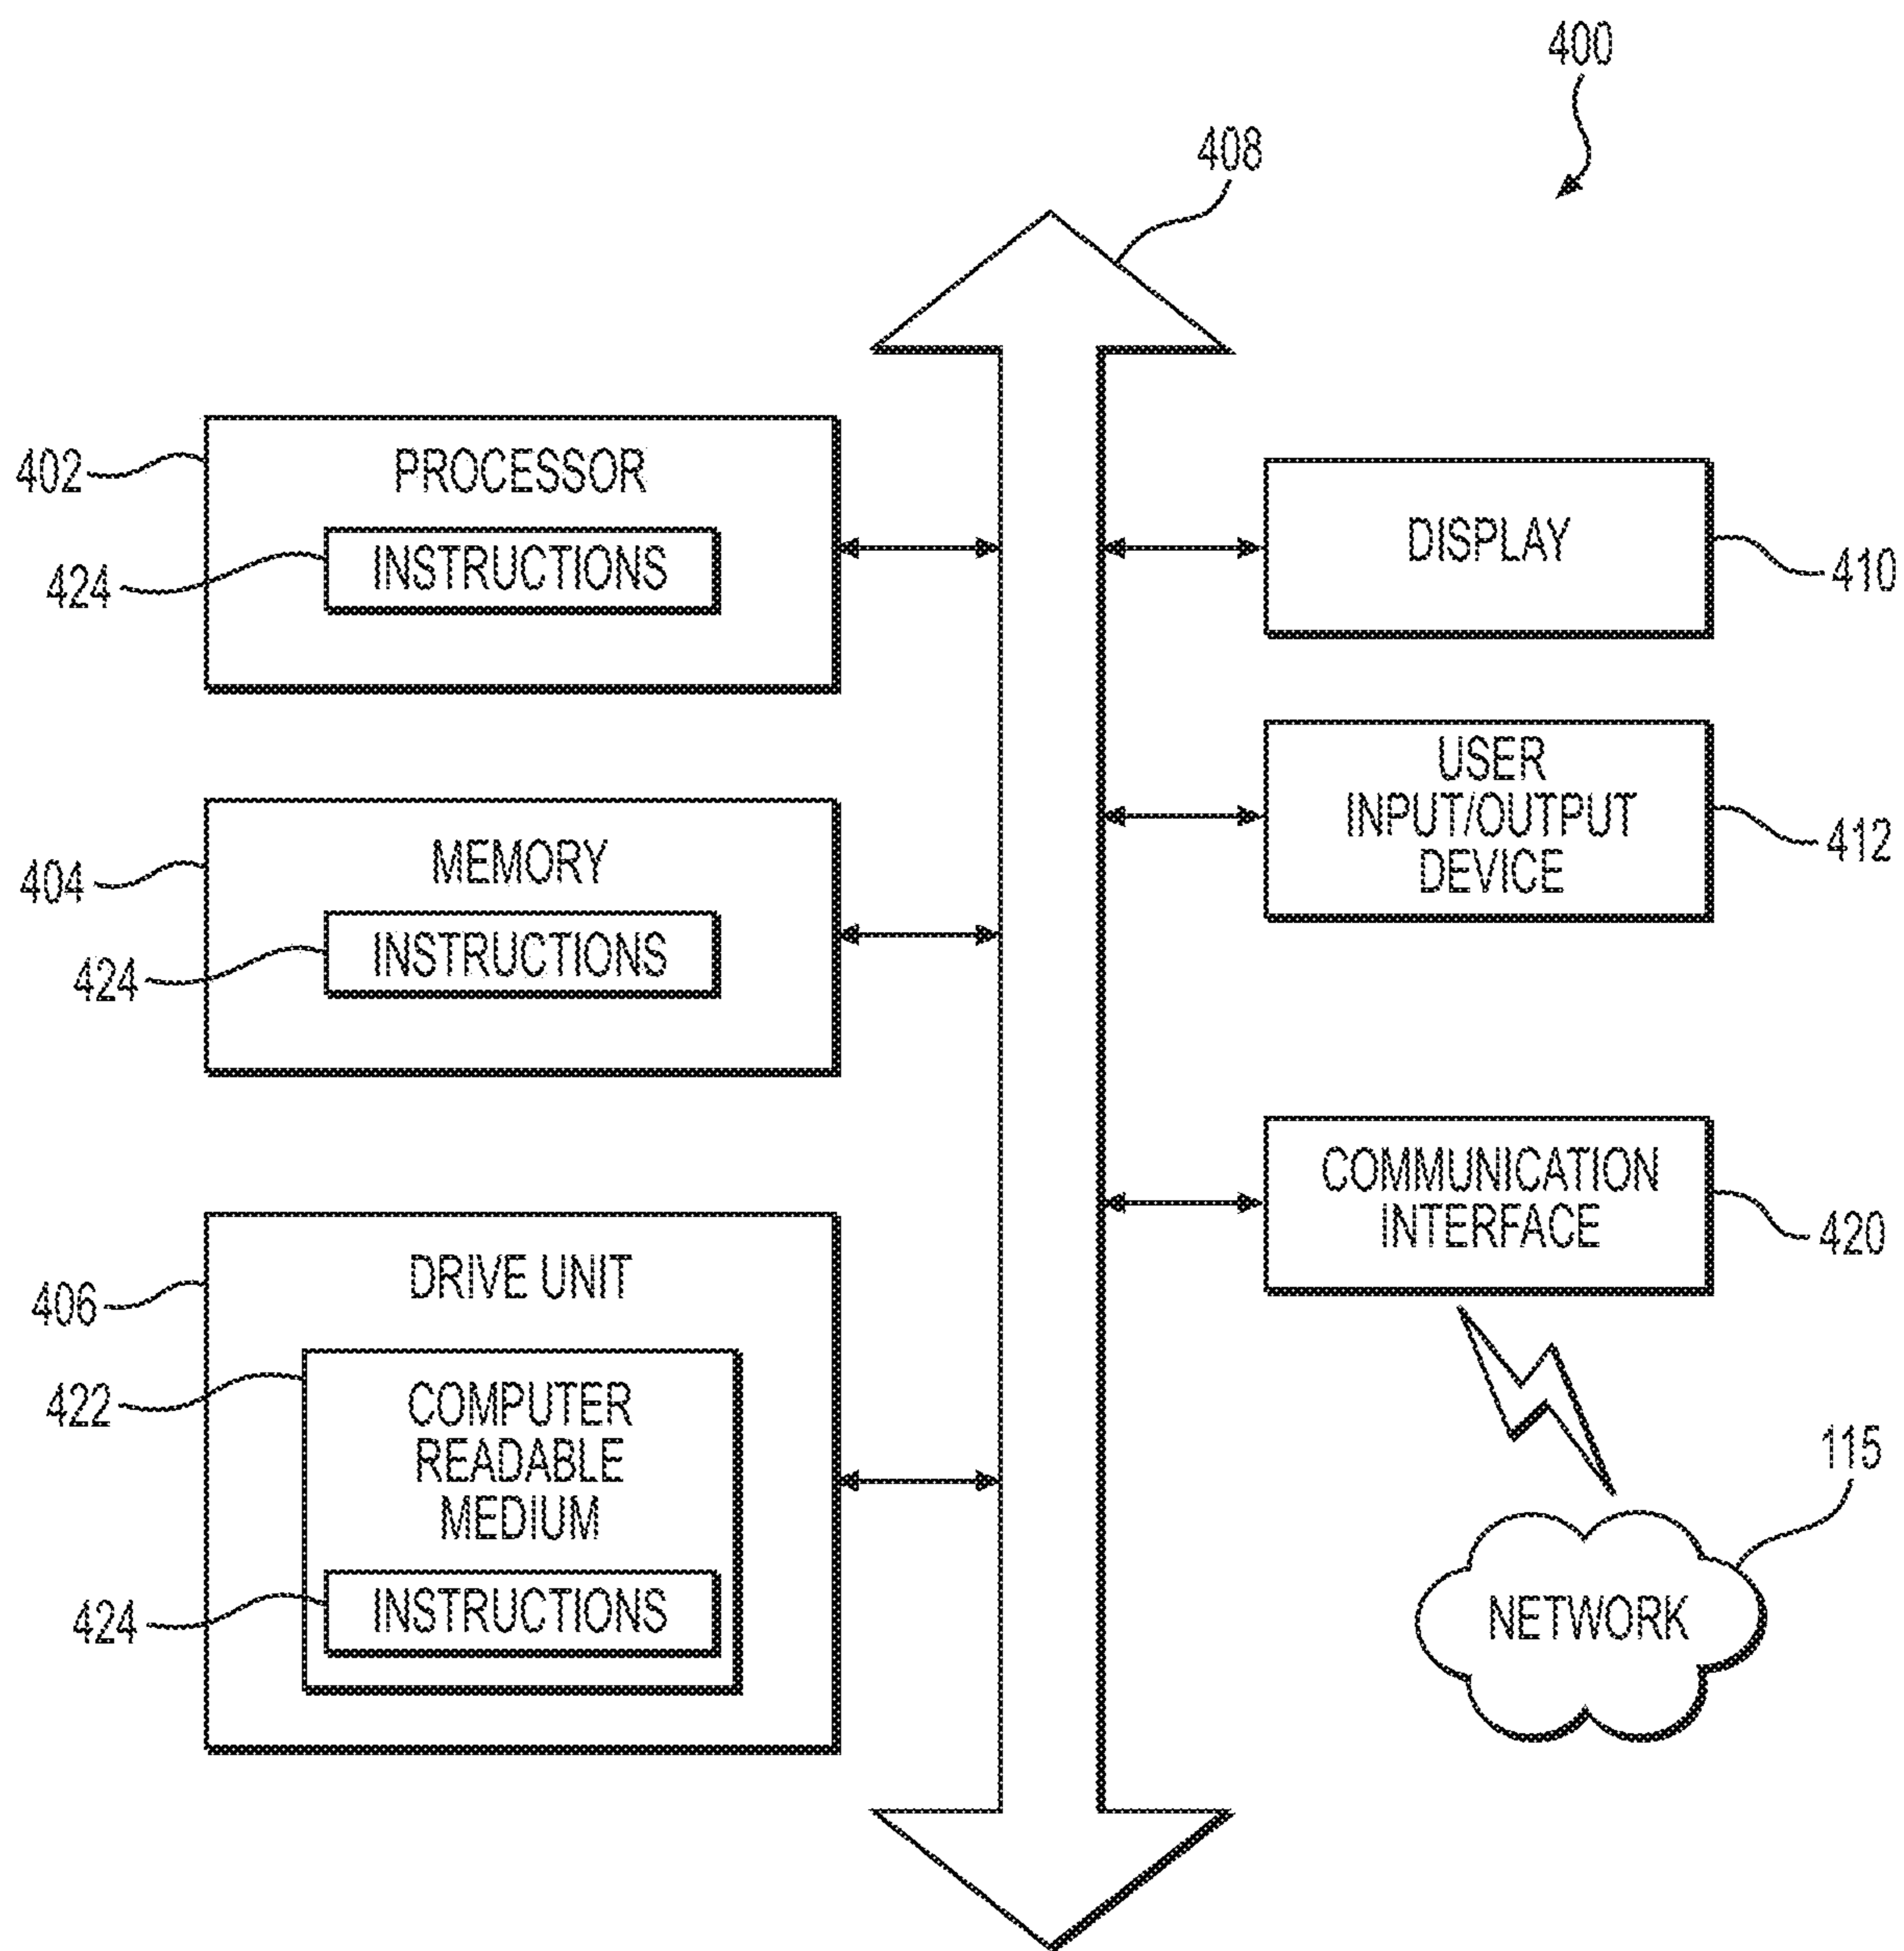 400
408
402
PROCESSOR
424
INSTRUCTIONS
DISPLAY
410
USER
INPUT/OUTPUT
DEVICE
412
404
MEMORY
424
INSTRUCTIONS
COMMUNICATION
INTERFACE
420
406
DRIVE UNIT
422
COMPUTER
READABLE
MEDIUM
424
INSTRUCTIONS
115
NETWORK